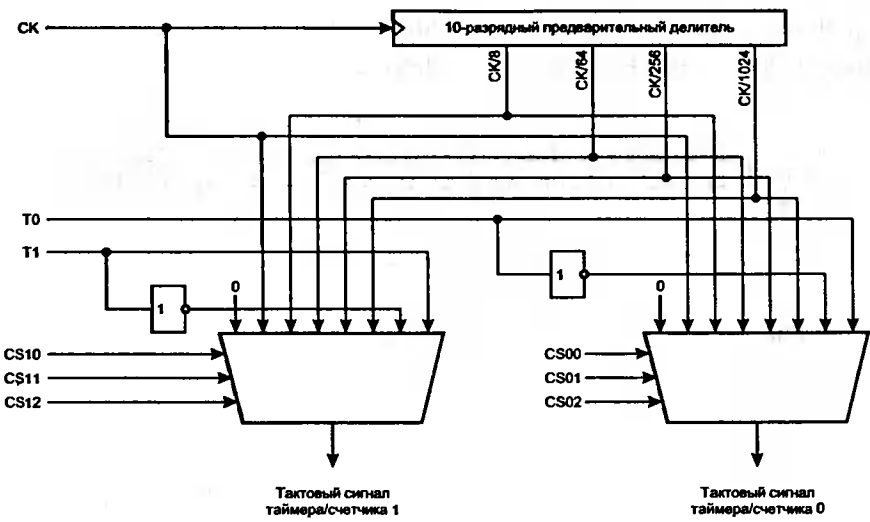 CK
10-разрядный предварительный делитель
CK/8
CK/64
CK/256
CK/1024
T0
T1
1
0
1
0
CS10
CS11
CS12
CS00
CS01
CS02
Тактовый сигнал
таймера/счетчика 1
Тактовый сигнал
таймера/счетчика 0